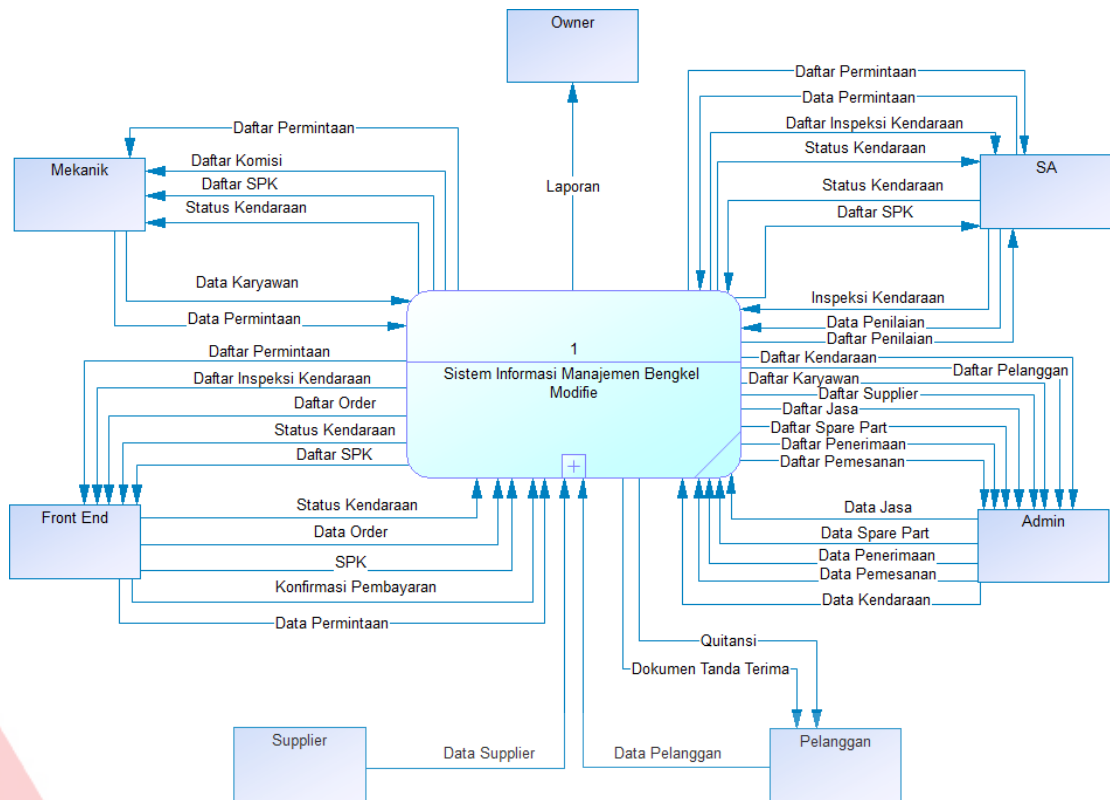 Owner
Daftar Permintaan
Data Permintaan
Daftar Inspeksi Kendaraan
Status Kendaraan
SA
Status Kendaraan
Daftar SPK
Inspeksi Kendaraan
Data Penilaian
Daftar Penilaian
Laporan
Daftar Permintaan
Mekanik
Daftar Komisi
Daftar SPK
Status Kendaraan
Data Karyawan
Data Permintaan
1
Sistem Informasi Manajemen Bengkel
Modifie
Daftar Permintaan
Daftar Inspeksi Kendaraan
Daftar Order
Status Kendaraan
Daftar SPK
Front End
Status Kendaraan
Data Order
SPK
Konfirmasi Pembayaran
Data Permintaan
Daftar Kendaraan
Daftar Pelanggan
Daftar Karyawan
Daftar Supplier
Daftar Jasa
Daftar Spare Part
Daftar Penerimaan
Daftar Pemesanan
Admin
Data Jasa
Data Spare Part
Data Penerimaan
Data Pemesanan
Data Kendaraan
Quitansi
Dokumen Tanda Terima
Supplier
Data Supplier
Data Pelanggan
Pelanggan